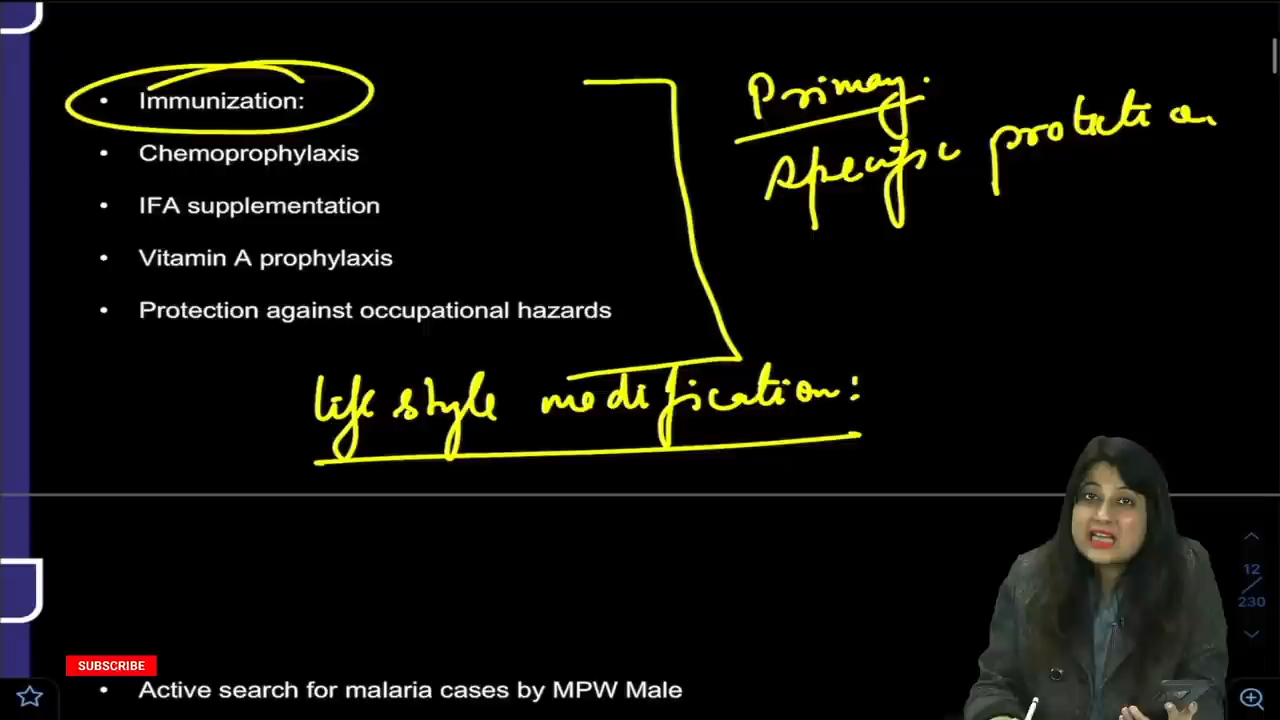 • Immunization:
Primary.
Specific protection
• Chemoprophylaxis
• IFA supplementation
• Vitamin A prophylaxis
• Protection against occupational hazards
life style modification:
12
230
SUBSCRIBE
• Active search for malaria cases by MPW Male